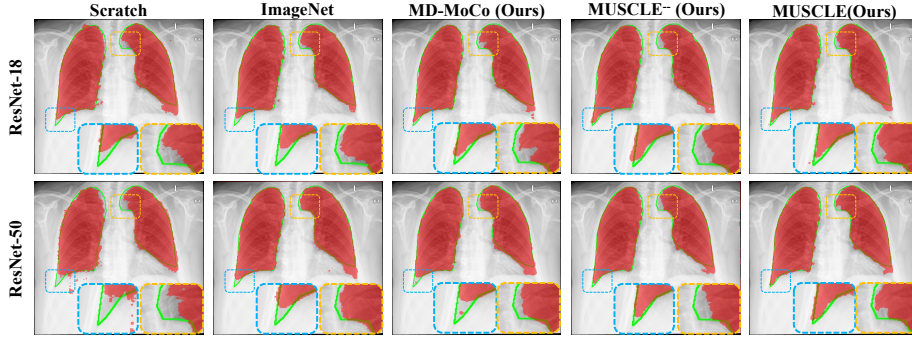 Scratch ImageNet MD-MoCo (Ours) MUSCLE-- (Ours) MUSCLE(Ours)
ResNet-18
ResNet-50